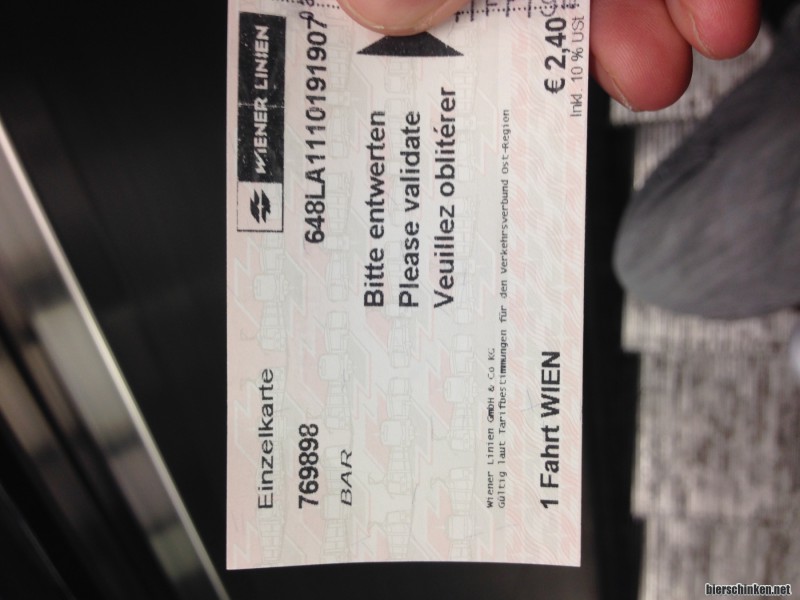 WIENER LINIEN
Einzelkarte
769898
648LA1110191907
BAR
Bitte entwerten
Please validate
Veuillez oblitérer
Wiener Linien GmbH & Co KG
Gültig laut Tarifbestimmungen für den Verkehrsverbund Ost-Region
1 Fahrt WIEN
€ 2,40
Inkl. 10 % USt
bierschinken.net